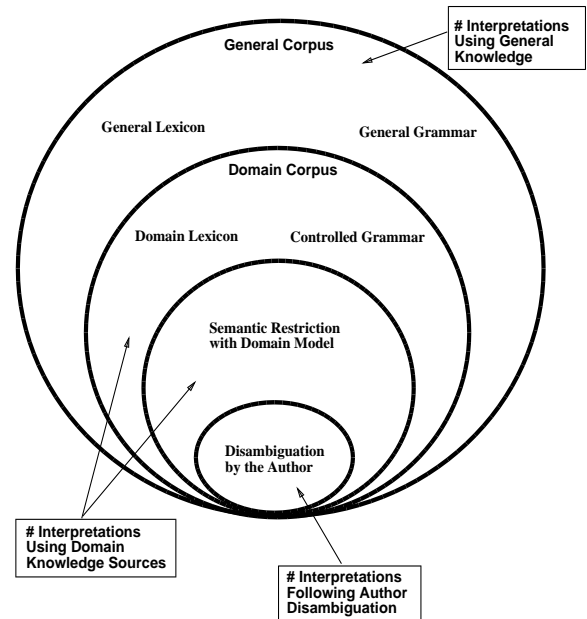 # Interpretations
Using General
Knowledge
General Corpus
General Lexicon
General Grammar
Domain Corpus
Domain Lexicon
Controlled Grammar
Semantic Restriction
with Domain Model
Disambiguation
by the Author
# Interpretations
Using Domain
Knowledge Sources
# Interpretations
Following Author
Disambiguation